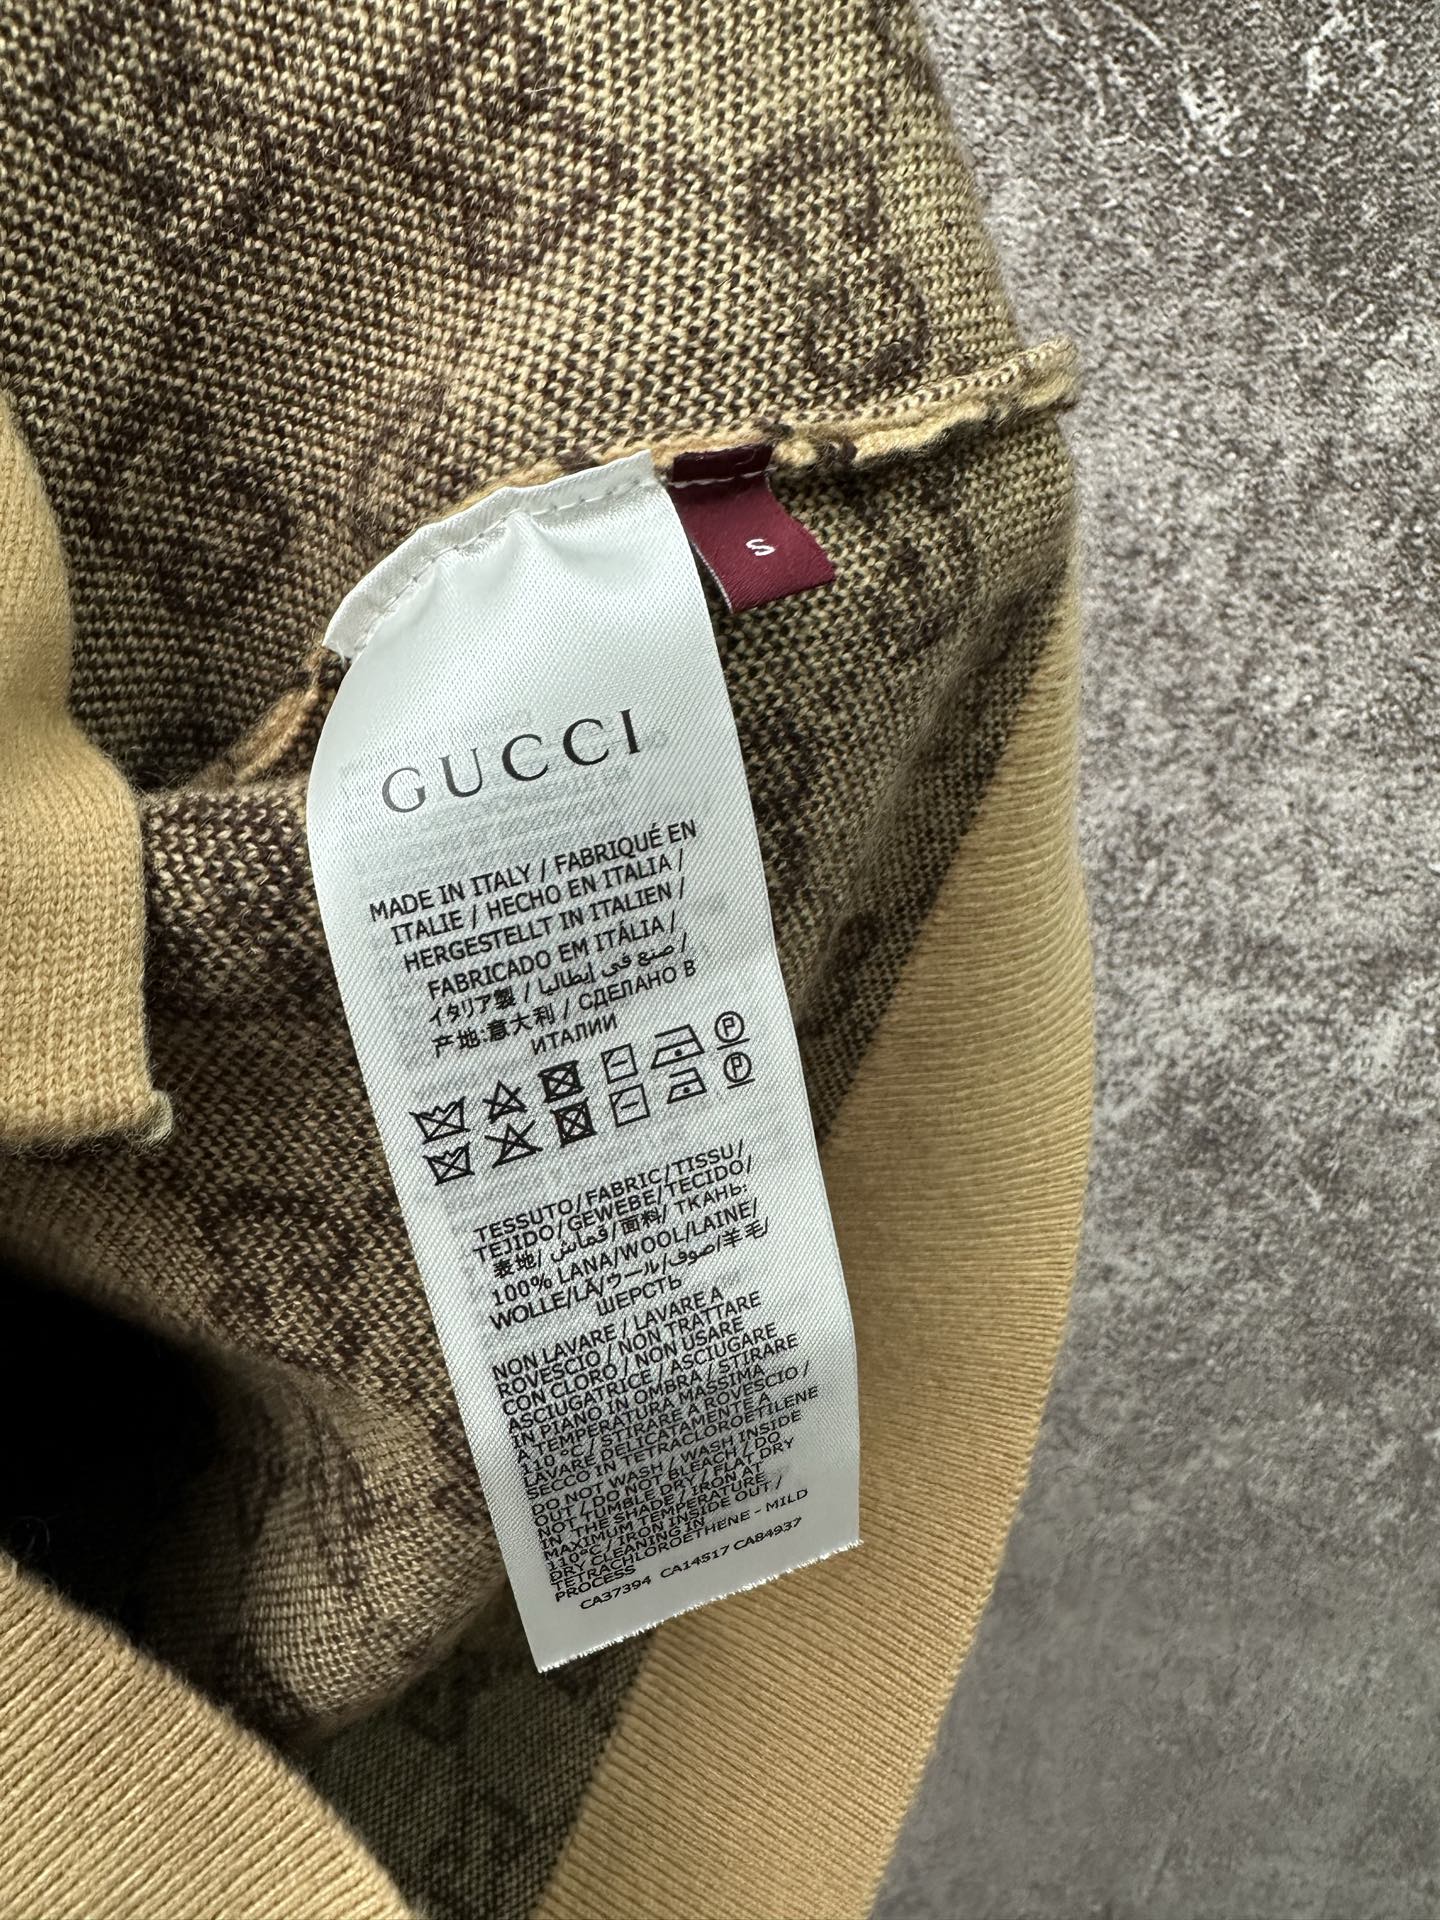 S
GUCCI
MADE IN ITALY / FABRIQUÉ EN
ITALIE / HECHO EN ITALIA /
HERGESTELLT IN ITALIEN /
FABRICADO EM ITÁLIA /
イタリア製 / صنع في إيطاليا /
产地:意大利 / СДЕЛАНО В
ИТАЛИИ
P
P
TESSUTO/FABRIC/TISSU/
TEJIDO/GEWEBE/TECIDO/
表地/ قماش/面料/ ТКАНЬ:
100% LANA/WOOL/LAINE/
WOLLE/LÃ/ウール/صوف/羊毛/
ШЕРСТЬ
NON LAVARE / LAVARE A
ROVESCIO / NON TRATTARE
CON CLORO / NON USARE
ASCIUGATRICE / ASCIUGARE
IN PIANO IN OMBRA / STIRARE
A TEMPERATURA MASSIMA
110 °C / STIRARE A ROVESCIO /
LAVARE DELICATAMENTE A
SECCO IN TETRACLOROETILENE
DO NOT WASH / WASH INSIDE
OUT / DO NOT BLEACH / DO
NOT TUMBLE DRY / FLAT DRY
IN THE SHADE / IRON AT
MAXIMUM TEMPERATURE
110°C / IRON INSIDE OUT /
DRY CLEANING IN
TETRACHLOROETHENE - MILD
PROCESS
CA37394 CA14517 CA84937